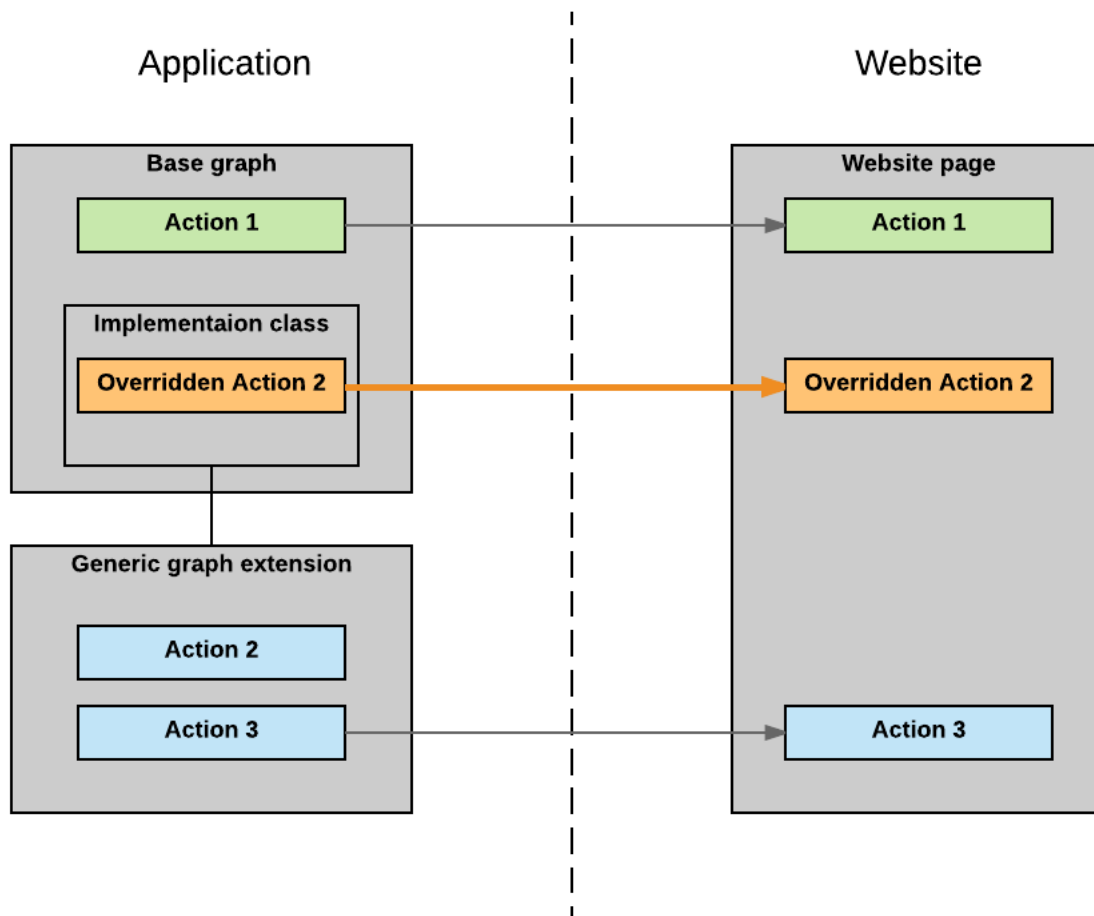 Application
Website
Base graph
Action 1
Implementaion class
Overridden Action 2
Generic graph extension
Action 2
Action 3
Website page
Action 1
Overridden Action 2
Action 3